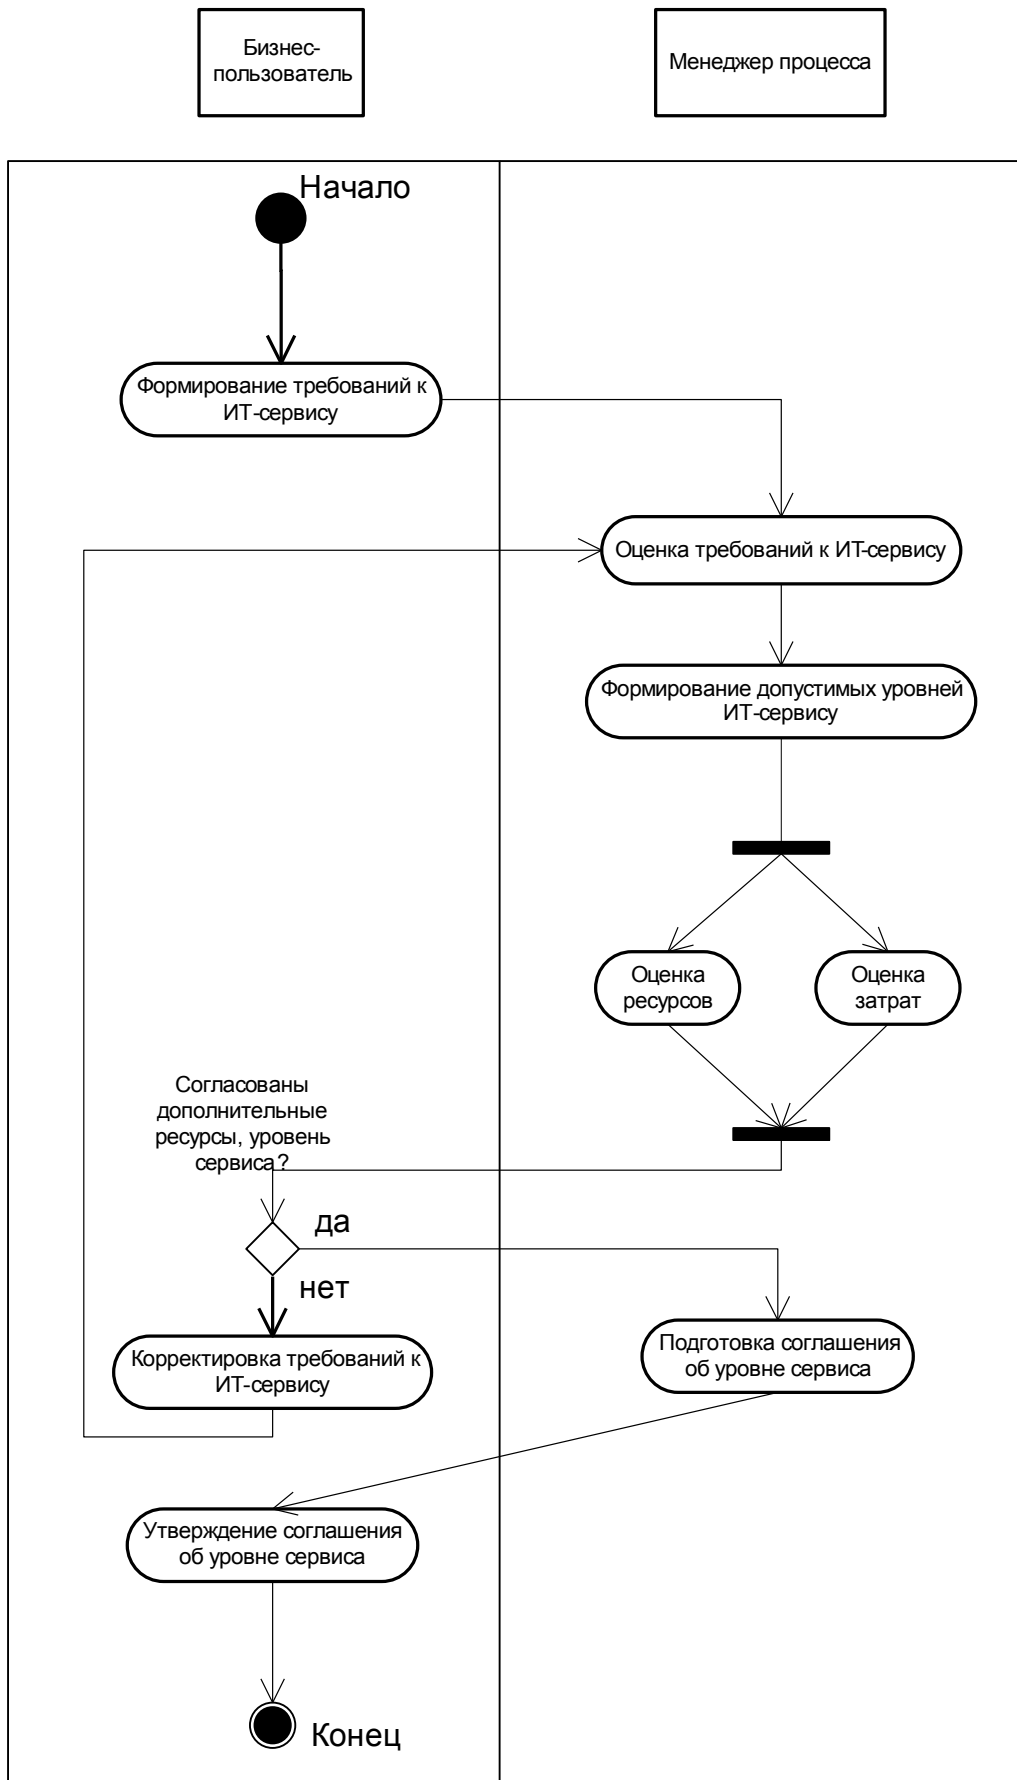 Бизнес-
пользователь
Менеджер процесса
Начало
Формирование требований к
ИТ-сервису
Оценка требований к ИТ-сервису
Формирование допустимых уровней
ИТ-сервису
Оценка
ресурсов
Оценка
затрат
Согласованы
дополнительные
ресурсы, уровень
сервиса?
да
нет
Корректировка требований к
ИТ-сервису
Подготовка соглашения
об уровне сервиса
Утверждение соглашения
об уровне сервиса
Конец